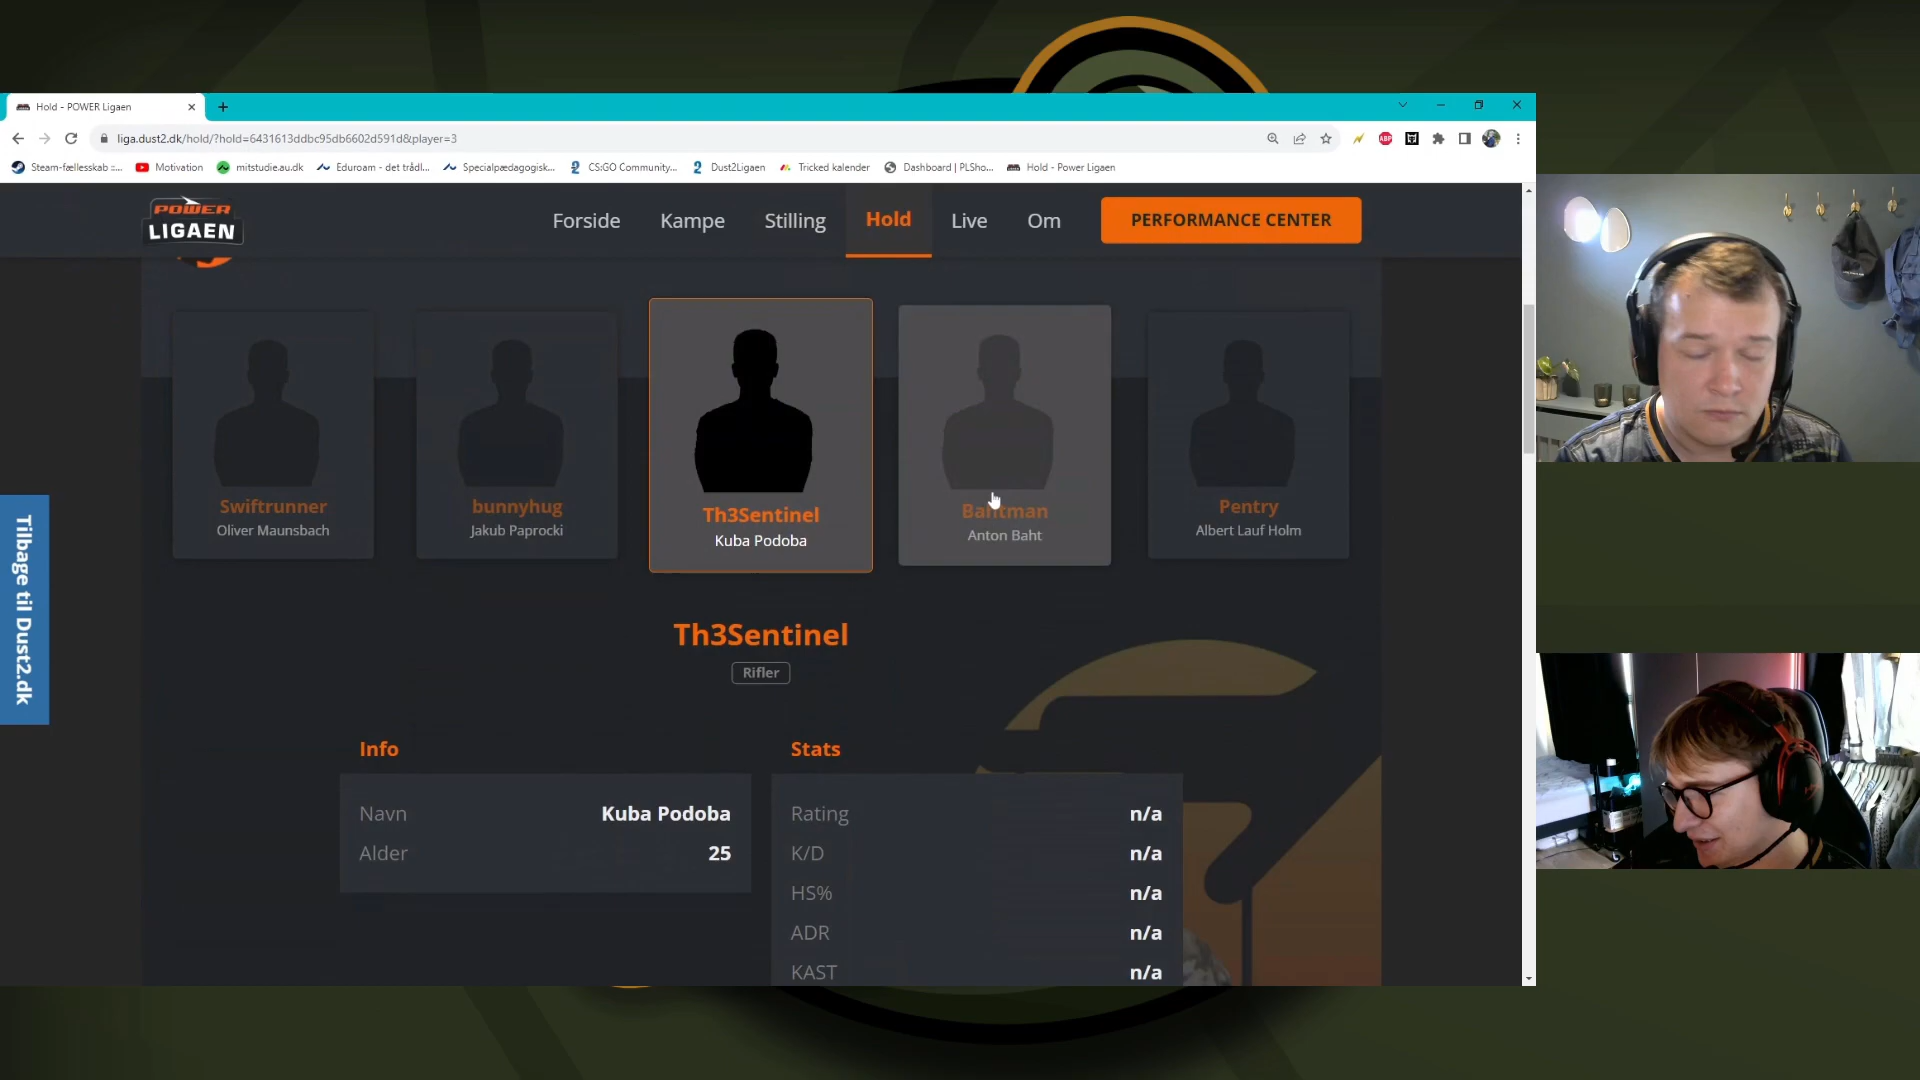 Hold - POWER Ligaen
liga.dust2.dk/hold/?hold=6431613ddbc95db6602d591d&player=3
Steam-fællesskab ::...
Motivation
mitstudie.au.dk
Eduroam - det trådl...
Specialpædagogisk...
CS:GO Community...
Dust2Ligaen
Tricked kalender
Dashboard | PLSho...
Hold - Power Ligaen
POWER
LIGAEN
Forside
Kampe
Stilling
Hold
Live
Om
PERFORMANCE CENTER
Swiftrunner
Oliver Maunsbach
bunnyhug
Jakub Paprocki
Th3Sentinel
Kuba Podoba
Bahtman
Anton Baht
Pentry
Albert Lauf Holm
Tilbage til Dust2.dk
Th3Sentinel
Rifler
Info
Navn Kuba Podoba
Alder 25
Stats
Rating n/a
K/D n/a
HS% n/a
ADR n/a
KAST n/a